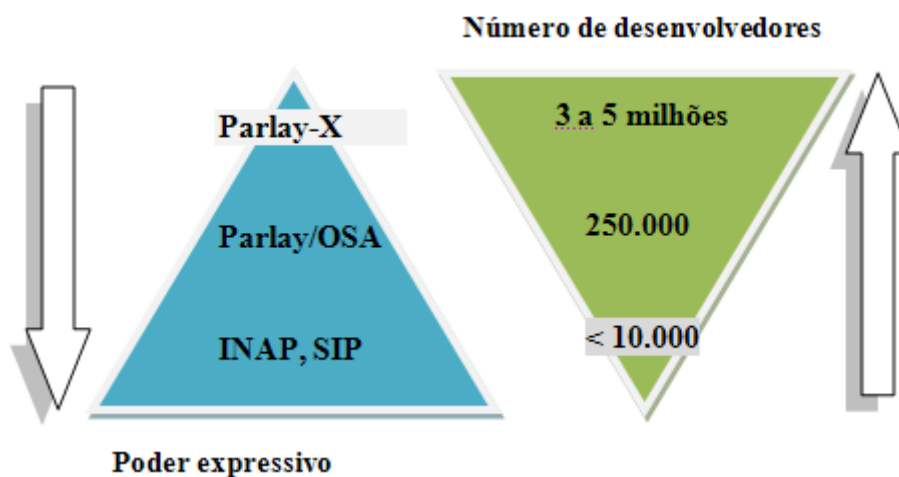 Número de desenvolvedores
Parlay-X
3 a 5 milhões
Parlay/OSA
250.000
INAP, SIP
< 10.000
Poder expressivo